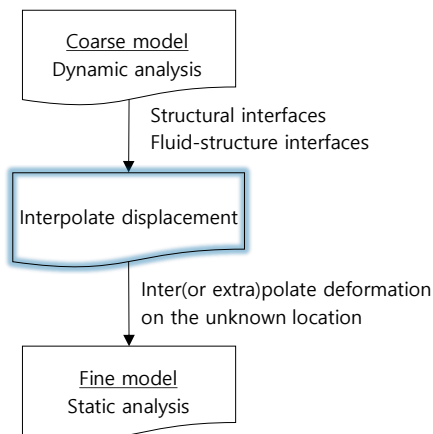 Coarse model
Dynamic analysis
Structural interfaces
Fluid-structure interfaces
Interpolate displacement
Inter(or extra)polate deformation
on the unknown location
Fine model
Static analysis